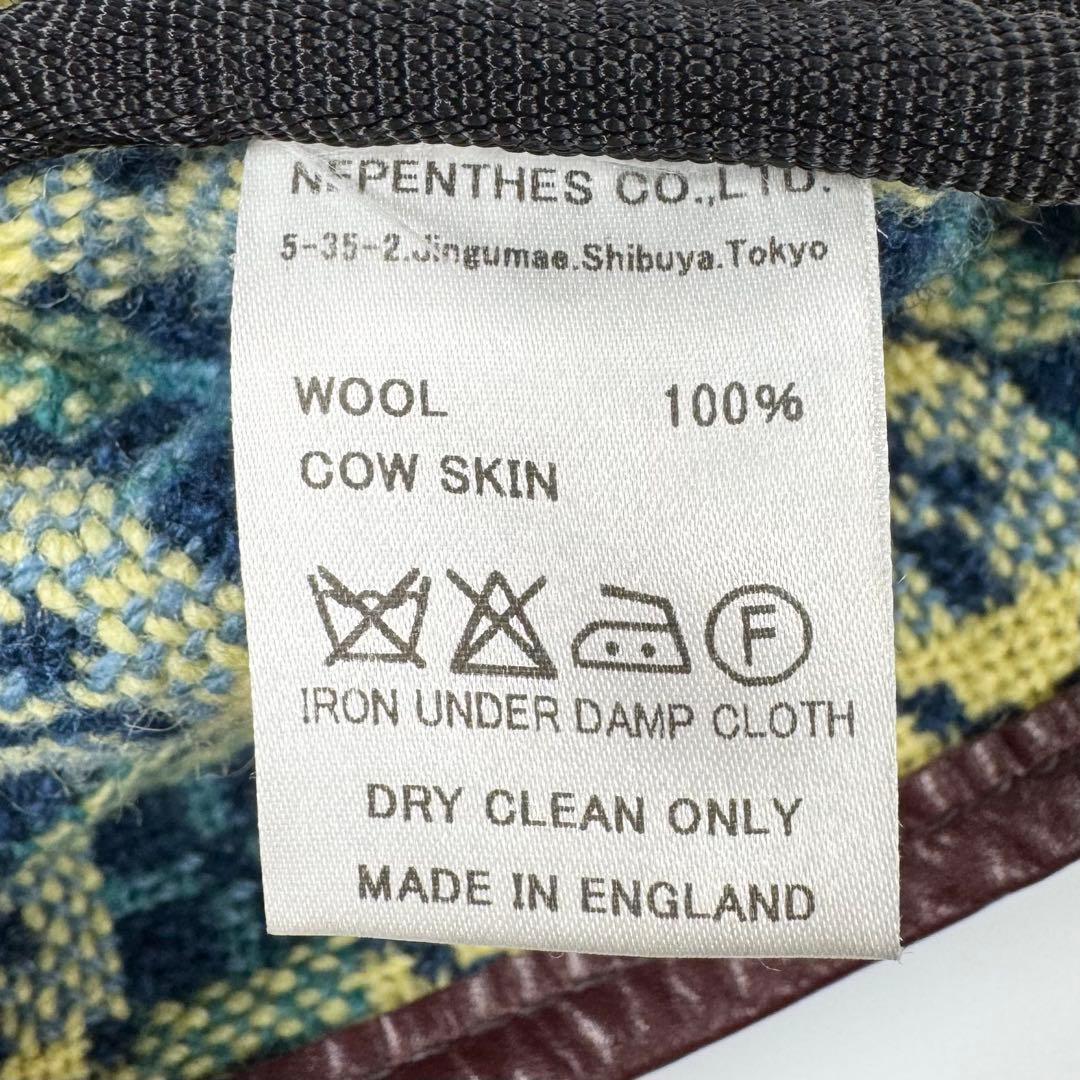 NEPENTHES CO.,LTD.
5-35-2.Jingumae.Shibuya.Tokyo
WOOL 100%
COW SKIN
F
IRON UNDER DAMP CLOTH
DRY CLEAN ONLY
MADE IN ENGLAND